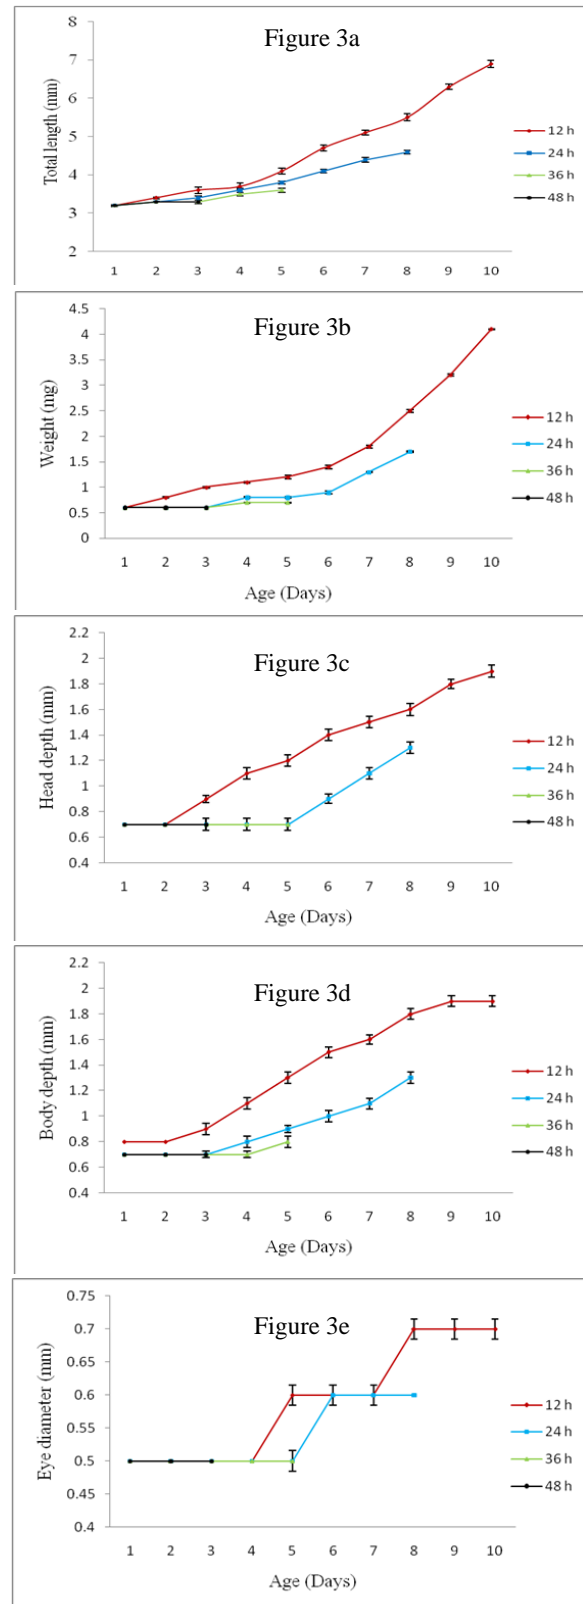 Figure 3a
Total length (mm)
8
7
6
5
4
3
2
1 2 3 4 5 6 7 8 9 10
12 h
24 h
36 h
48 h
Figure 3b
Weight (mg)
4.5
4
3.5
3
2.5
2
1.5
1
0.5
0
1 2 3 4 5 6 7 8 9 10
Age (Days)
12 h
24 h
36 h
48 h
Figure 3c
Head depth (mm)
2.2
2
1.8
1.6
1.4
1.2
1
0.8
0.6
0.4
1 2 3 4 5 6 7 8 9 10
Age (Days)
12 h
24 h
36 h
48 h
Figure 3d
Body depth (mm)
2.2
2
1.8
1.6
1.4
1.2
1
0.8
0.6
0.4
1 2 3 4 5 6 7 8 9 10
Age (Days)
12 h
24 h
36 h
48 h
Figure 3e
Eye diameter (mm)
0.75
0.7
0.65
0.6
0.55
0.5
0.45
0.4
1 2 3 4 5 6 7 8 9 10
Age (Days)
12 h
24 h
36 h
48 h